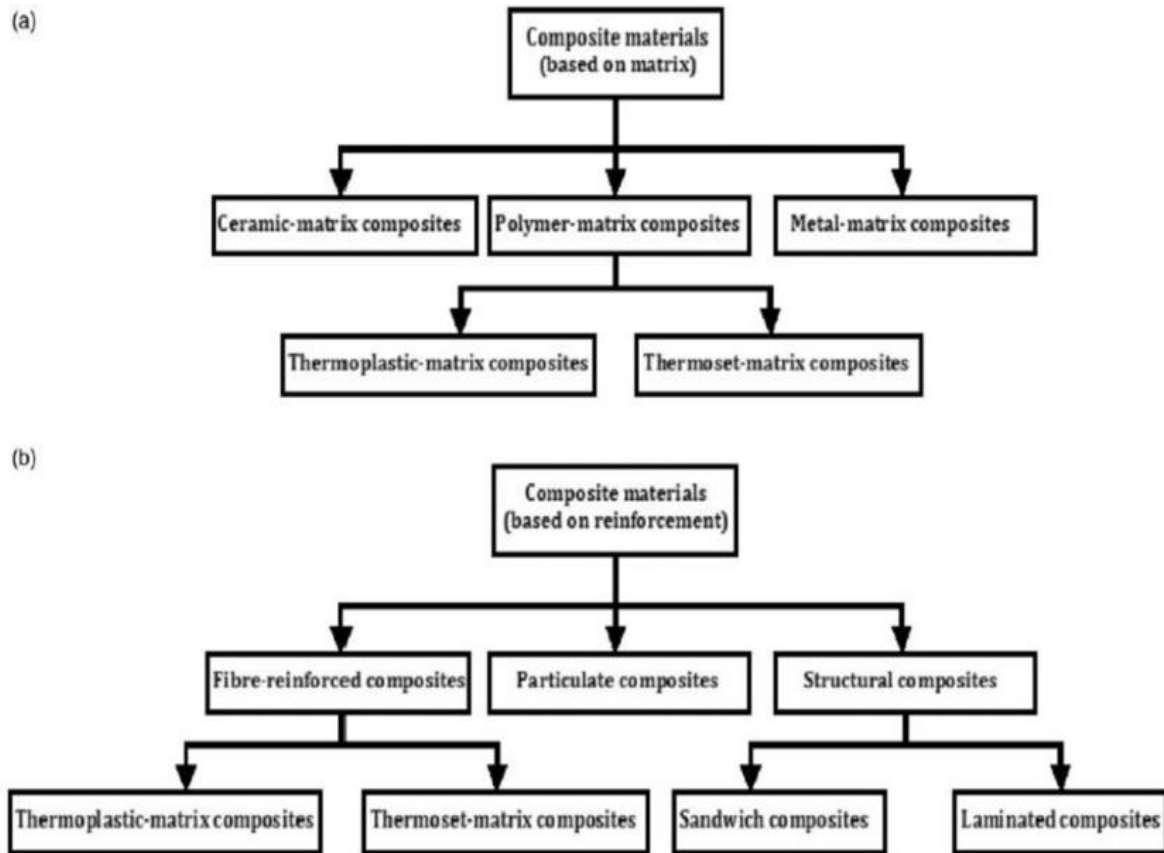 (a)
Composite materials
(based on matrix)
Ceramic-matrix composites
Polymer-matrix composites
Metal-matrix composites
Thermoplastic-matrix composites
Thermoset-matrix composites
(b)
Composite materials
(based on reinforcement)
Fibre-reinforced composites
Particulate composites
Structural composites
Thermoplastic-matrix composites
Thermoset-matrix composites
Sandwich composites
Laminated composites